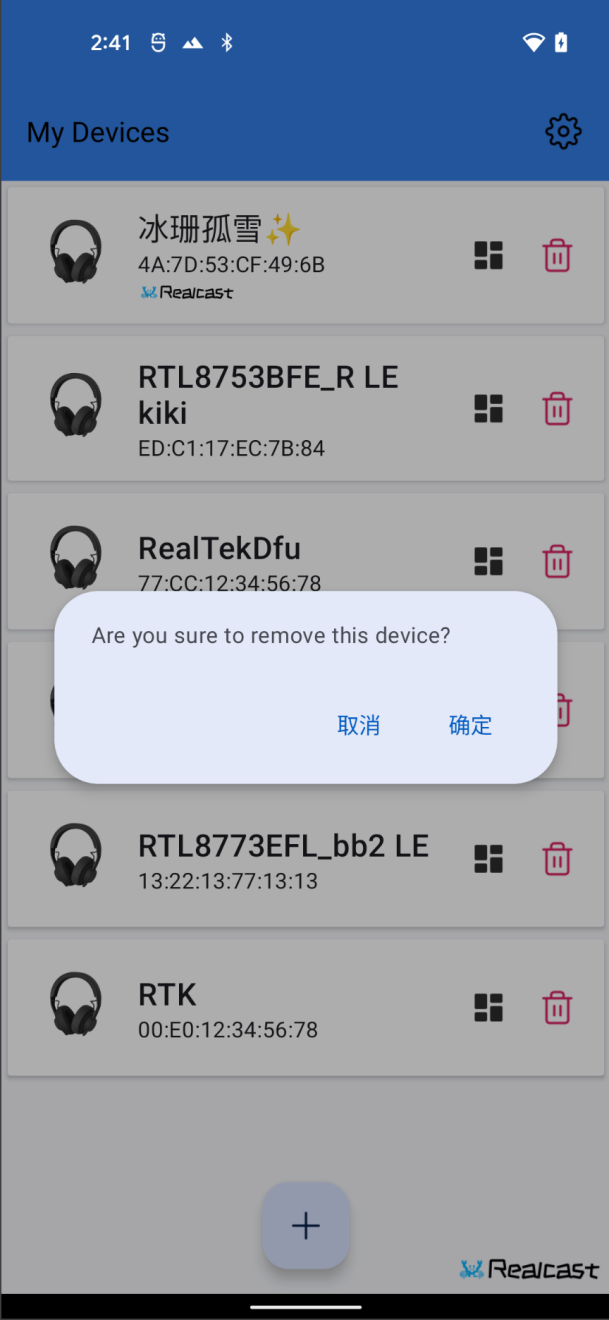 2:41
My Devices
冰珊孤雪✨
4A:7D:53:CF:49:6B
Realcast
RTL8753BFE_R LE
kiki
ED:C1:17:EC:7B:84
RealTekDfu
77:CC:12:34:56:78
Are you sure to remove this device?
取消
确定
RTL8773EFL_bb2 LE
13:22:13:77:13:13
RTK
00:E0:12:34:56:78
Realcast